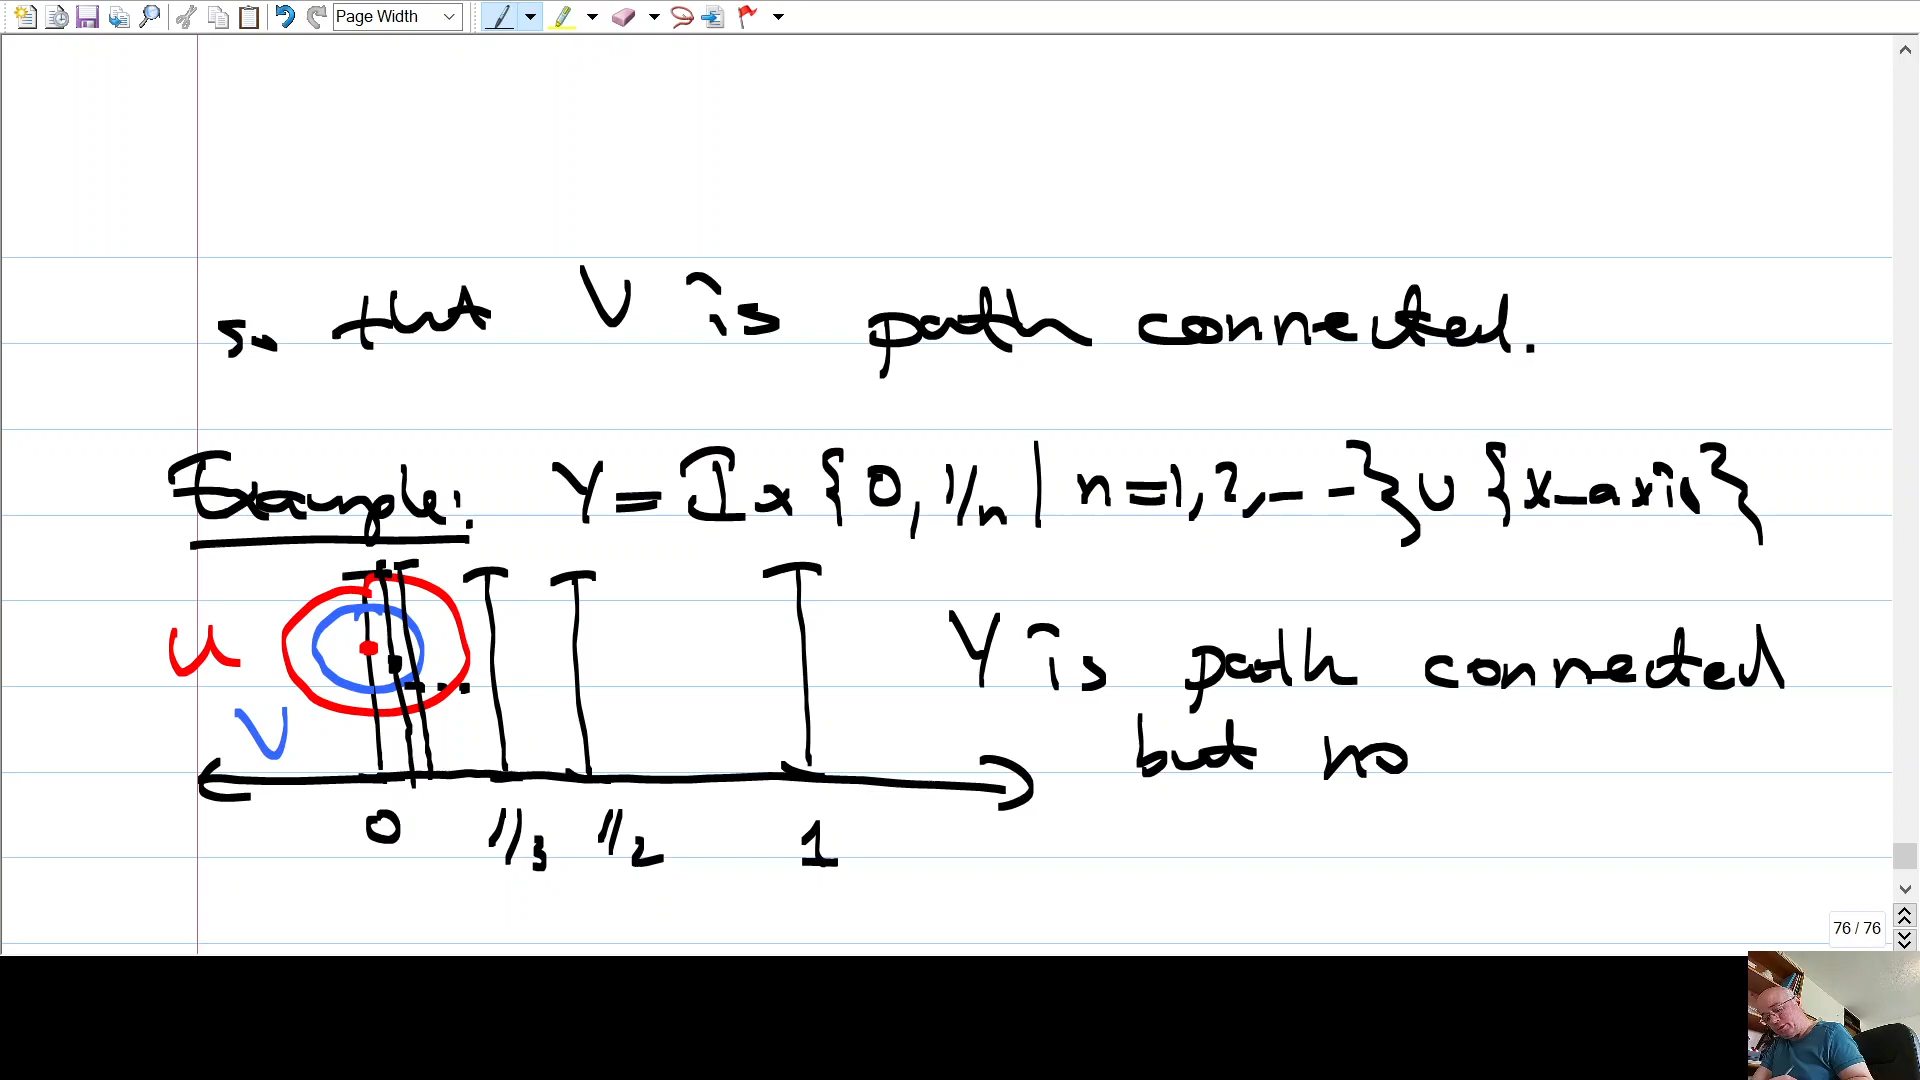 Page Width
so that V is path connected.
Example: Y = I x { 0, 1/n | n=1,2,--} ∪ {x-axis}
U
V
Y is path connected
but no
0 1/3 1/2 1
76 / 76